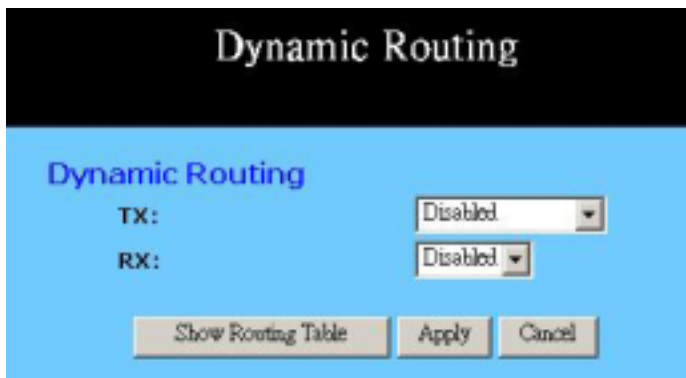 Dynamic Routing
Dynamic Routing
TX: Disabled
RX: Disabled
Show Routing Table Apply Cancel